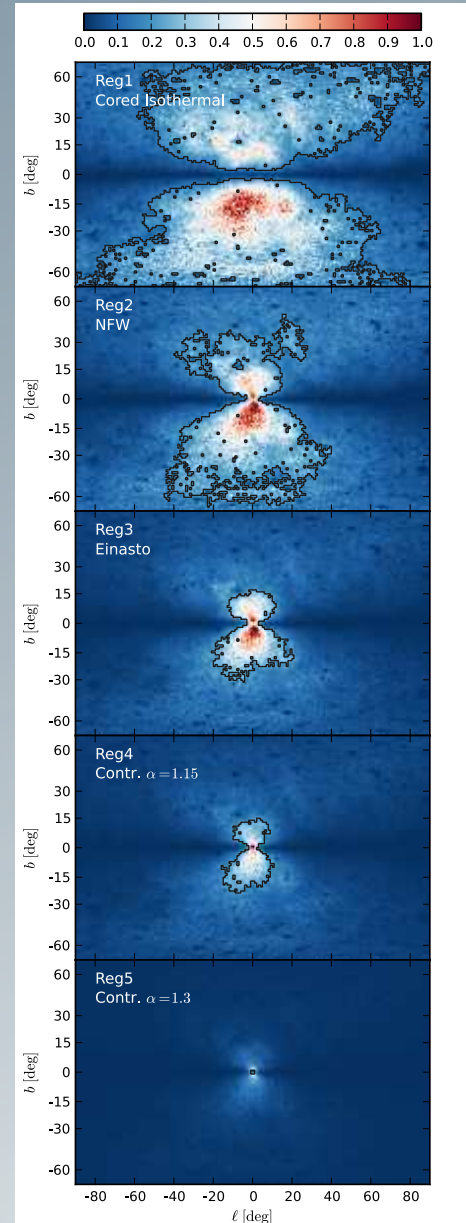 0.0 0.1 0.2 0.3 0.4 0.5 0.6 0.7 0.8 0.9 1.0
Reg1
Cored Isothermal
60
30
15
0
-15
-30
-60
b [deg]
Reg2
NFW
60
30
15
0
-15
-30
-60
b [deg]
Reg3
Einasto
60
30
15
0
-15
-30
-60
b [deg]
Reg4
Contr. α=1.15
60
30
15
0
-15
-30
-60
b [deg]
Reg5
Contr. α=1.3
60
30
15
0
-15
-30
-60
b [deg]
-80 -60 -40 -20 0 20 40 60 80
ℓ [deg]